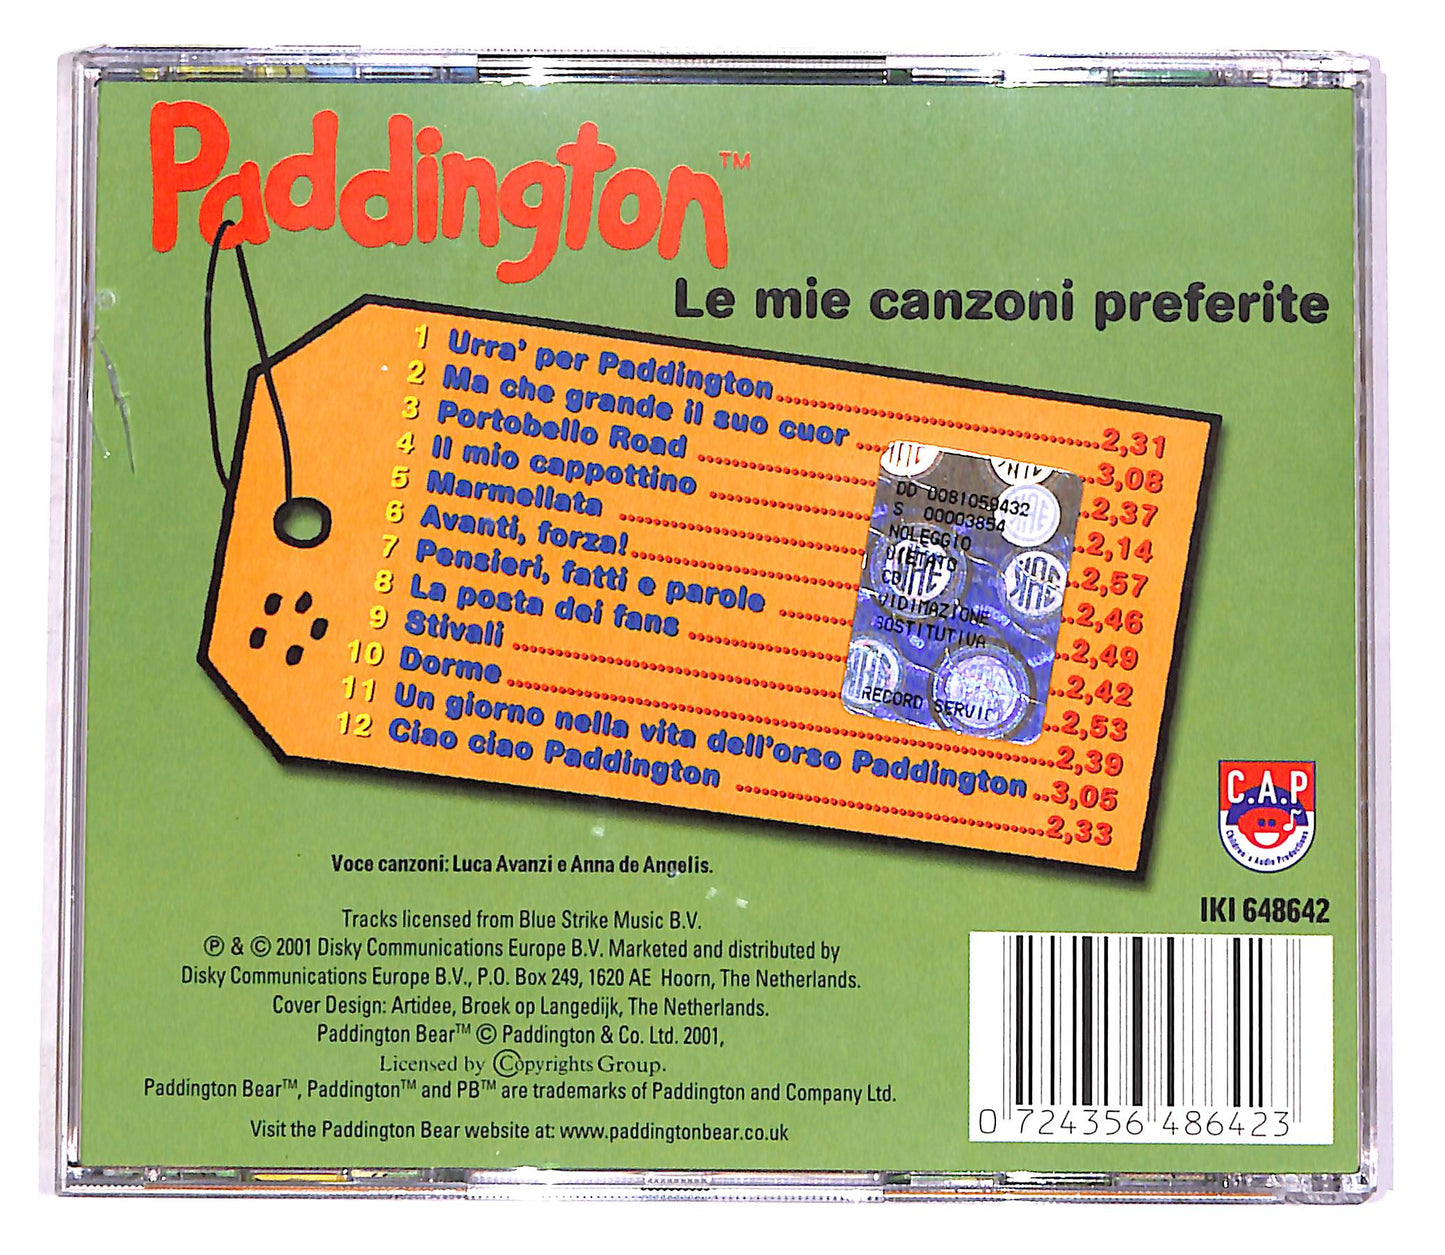 Paddington™
Le mie canzoni preferite
1 Urra' per Paddington 2,31
2 Ma che grande il suo cuor 3,08
3 Portobello Road 2,37
4 Il mio cappottino 2,14
5 Marmellata 2,57
6 Avanti, forza! 2,46
7 Pensieri, fatti e parole 2,49
8 La posta dei fans 2,42
9 Stivali 2,53
10 Dorme 2,39
11 Un giorno nella vita dell'orso Paddington 3,05
12 Ciao ciao Paddington 2,33
DD 0081059432
S 00003854
NOLEGGIO
VIETATO
CD
VIDIMAZIONE
SOSTITUTIVA
RECORD
C.A.P
Children's Audio Productions
Voce canzoni: Luca Avanzi e Anna de Angelis.
Tracks licensed from Blue Strike Music B.V.
℗ & © 2001 Disky Communications Europe B.V. Marketed and distributed by
Disky Communications Europe B.V., P.O. Box 249, 1620 AE Hoorn, The Netherlands.
Cover Design: Artidee, Broek op Langedijk, The Netherlands.
Paddington Bear™ © Paddington & Co. Ltd. 2001,
Licensed by ©opyrights Group.
Paddington Bear™, Paddington™ and PB™ are trademarks of Paddington and Company Ltd.
Visit the Paddington Bear website at: www.paddingtonbear.co.uk
IKI 648642
0 724356 486423